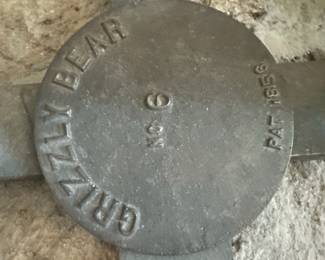 GRIZZLY BEAR
NO 6
PAT 1856